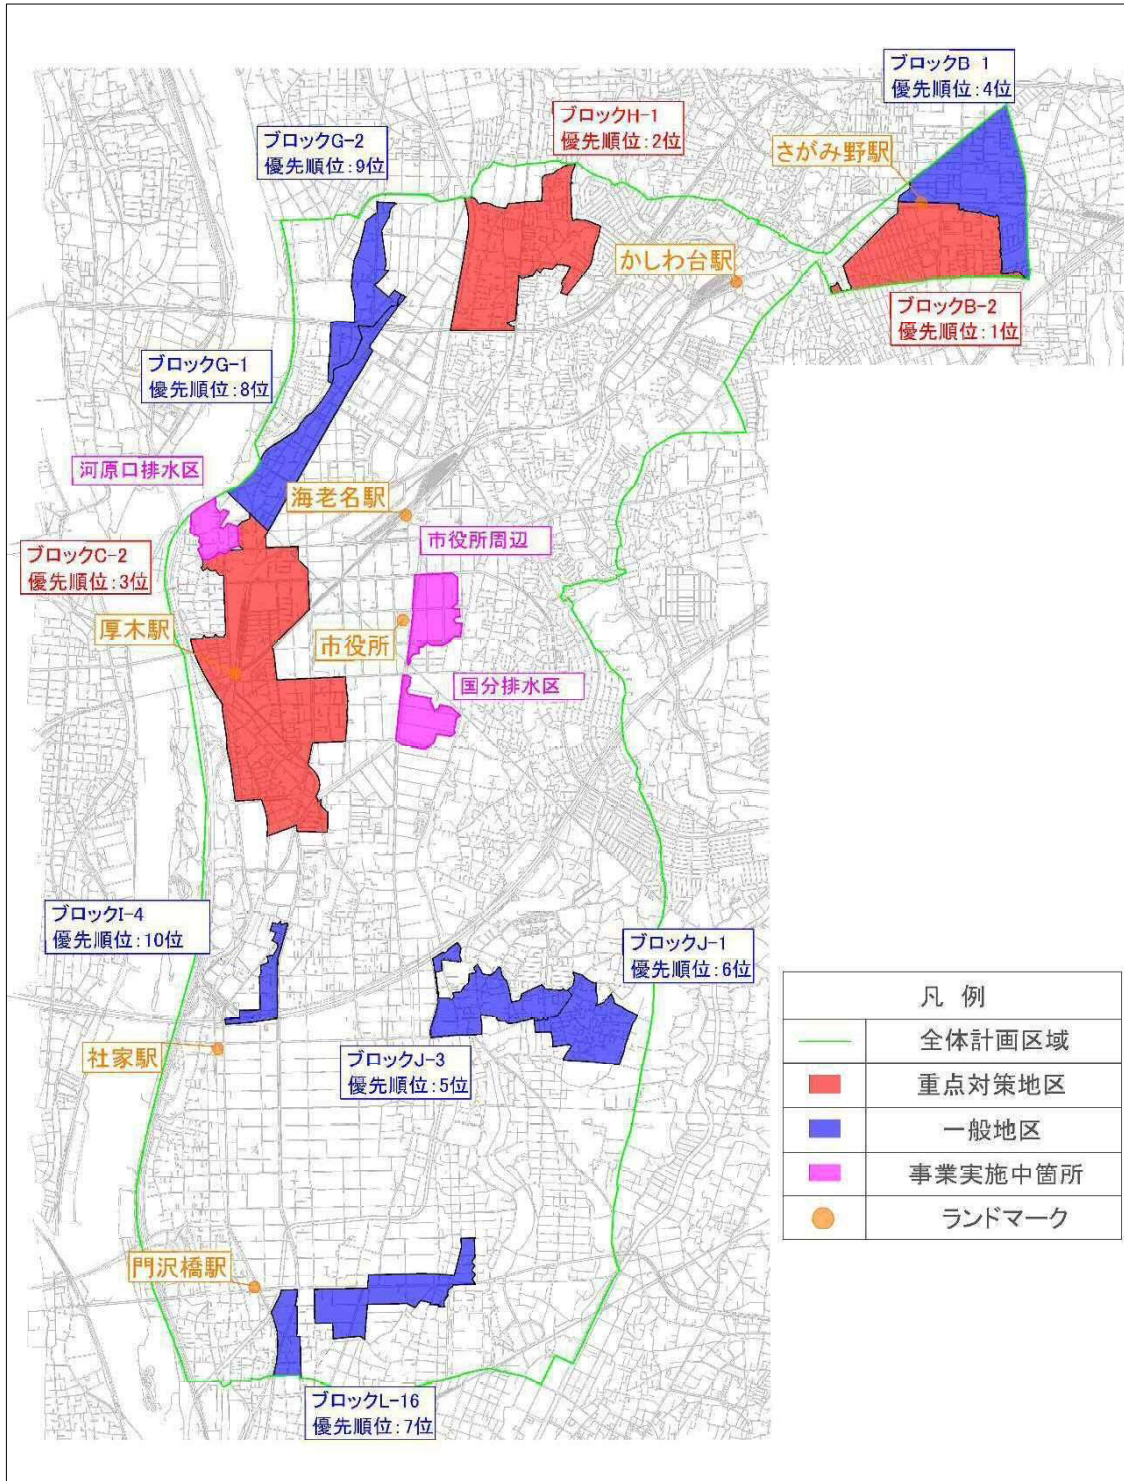 ブロックB 1
優先順位:4位
ブロックH-1
優先順位:2位
ブロックG-2
優先順位:9位
さがみ野駅
かしわ台駅
ブロックB-2
優先順位:1位
ブロックG-1
優先順位:8位
河原口排水区
海老名駅
市役所周辺
ブロックC-2
優先順位:3位
厚木駅
市役所
国分排水区
ブロックI-4
優先順位:10位
ブロックJ-1
優先順位:6位
社家駅
ブロックJ-3
優先順位:5位
門沢橋駅
ブロックL-16
優先順位:7位
凡 例
全体計画区域
重点対策地区
一般地区
事業実施中箇所
ランドマーク